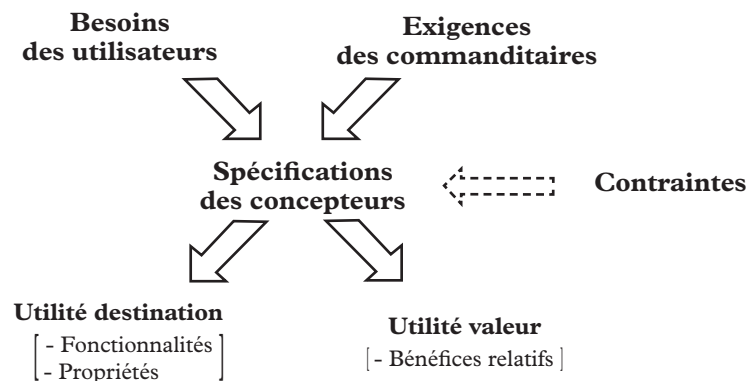 Besoins
des utilisateurs
Exigences
des commanditaires
Spécifications
des concepteurs
Contraintes
Utilité destination
- Fonctionnalités
- Propriétés
Utilité valeur
[ - Bénéfices relatifs ]